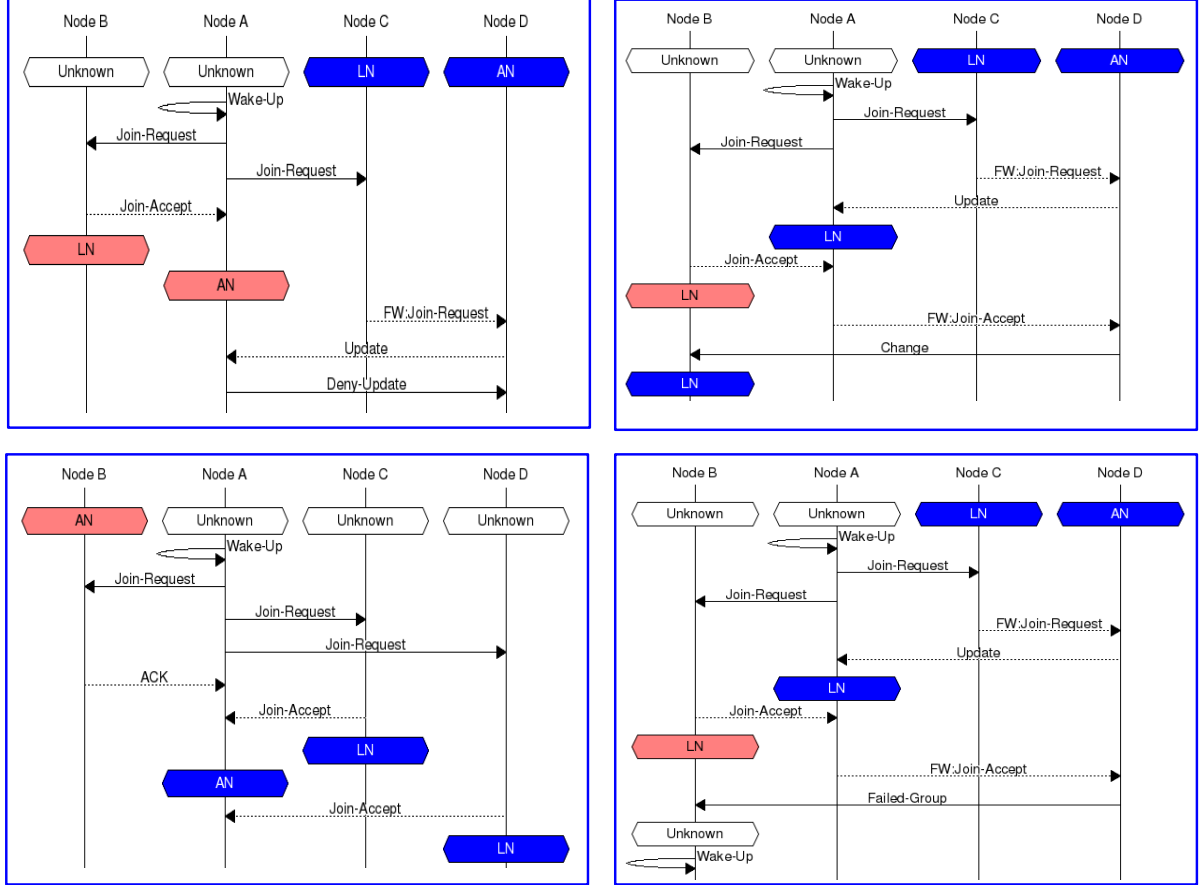 Node B Node A Node C Node D
Unknown Unknown LN AN
Wake-Up
Join-Request
Join-Request
Join-Accept
LN
AN
FW:Join-Request
Update
Deny-Update
Node B Node A Node C Node D
Unknown Unknown LN AN
Wake-Up
Join-Request
Join-Request
FW:Join-Request
Update
LN
Join-Accept
LN
FW:Join-Accept
Change
LN
Node B Node A Node C Node D
AN Unknown Unknown Unknown
Wake-Up
Join-Request
Join-Request
Join-Request
ACK
Join-Accept
LN
AN
Join-Accept
LN
Node B Node A Node C Node D
Unknown Unknown LN AN
Wake-Up
Join-Request
Join-Request
FW:Join-Request
Update
LN
Join-Accept
LN
FW:Join-Accept
Failed-Group
Unknown
Wake-Up